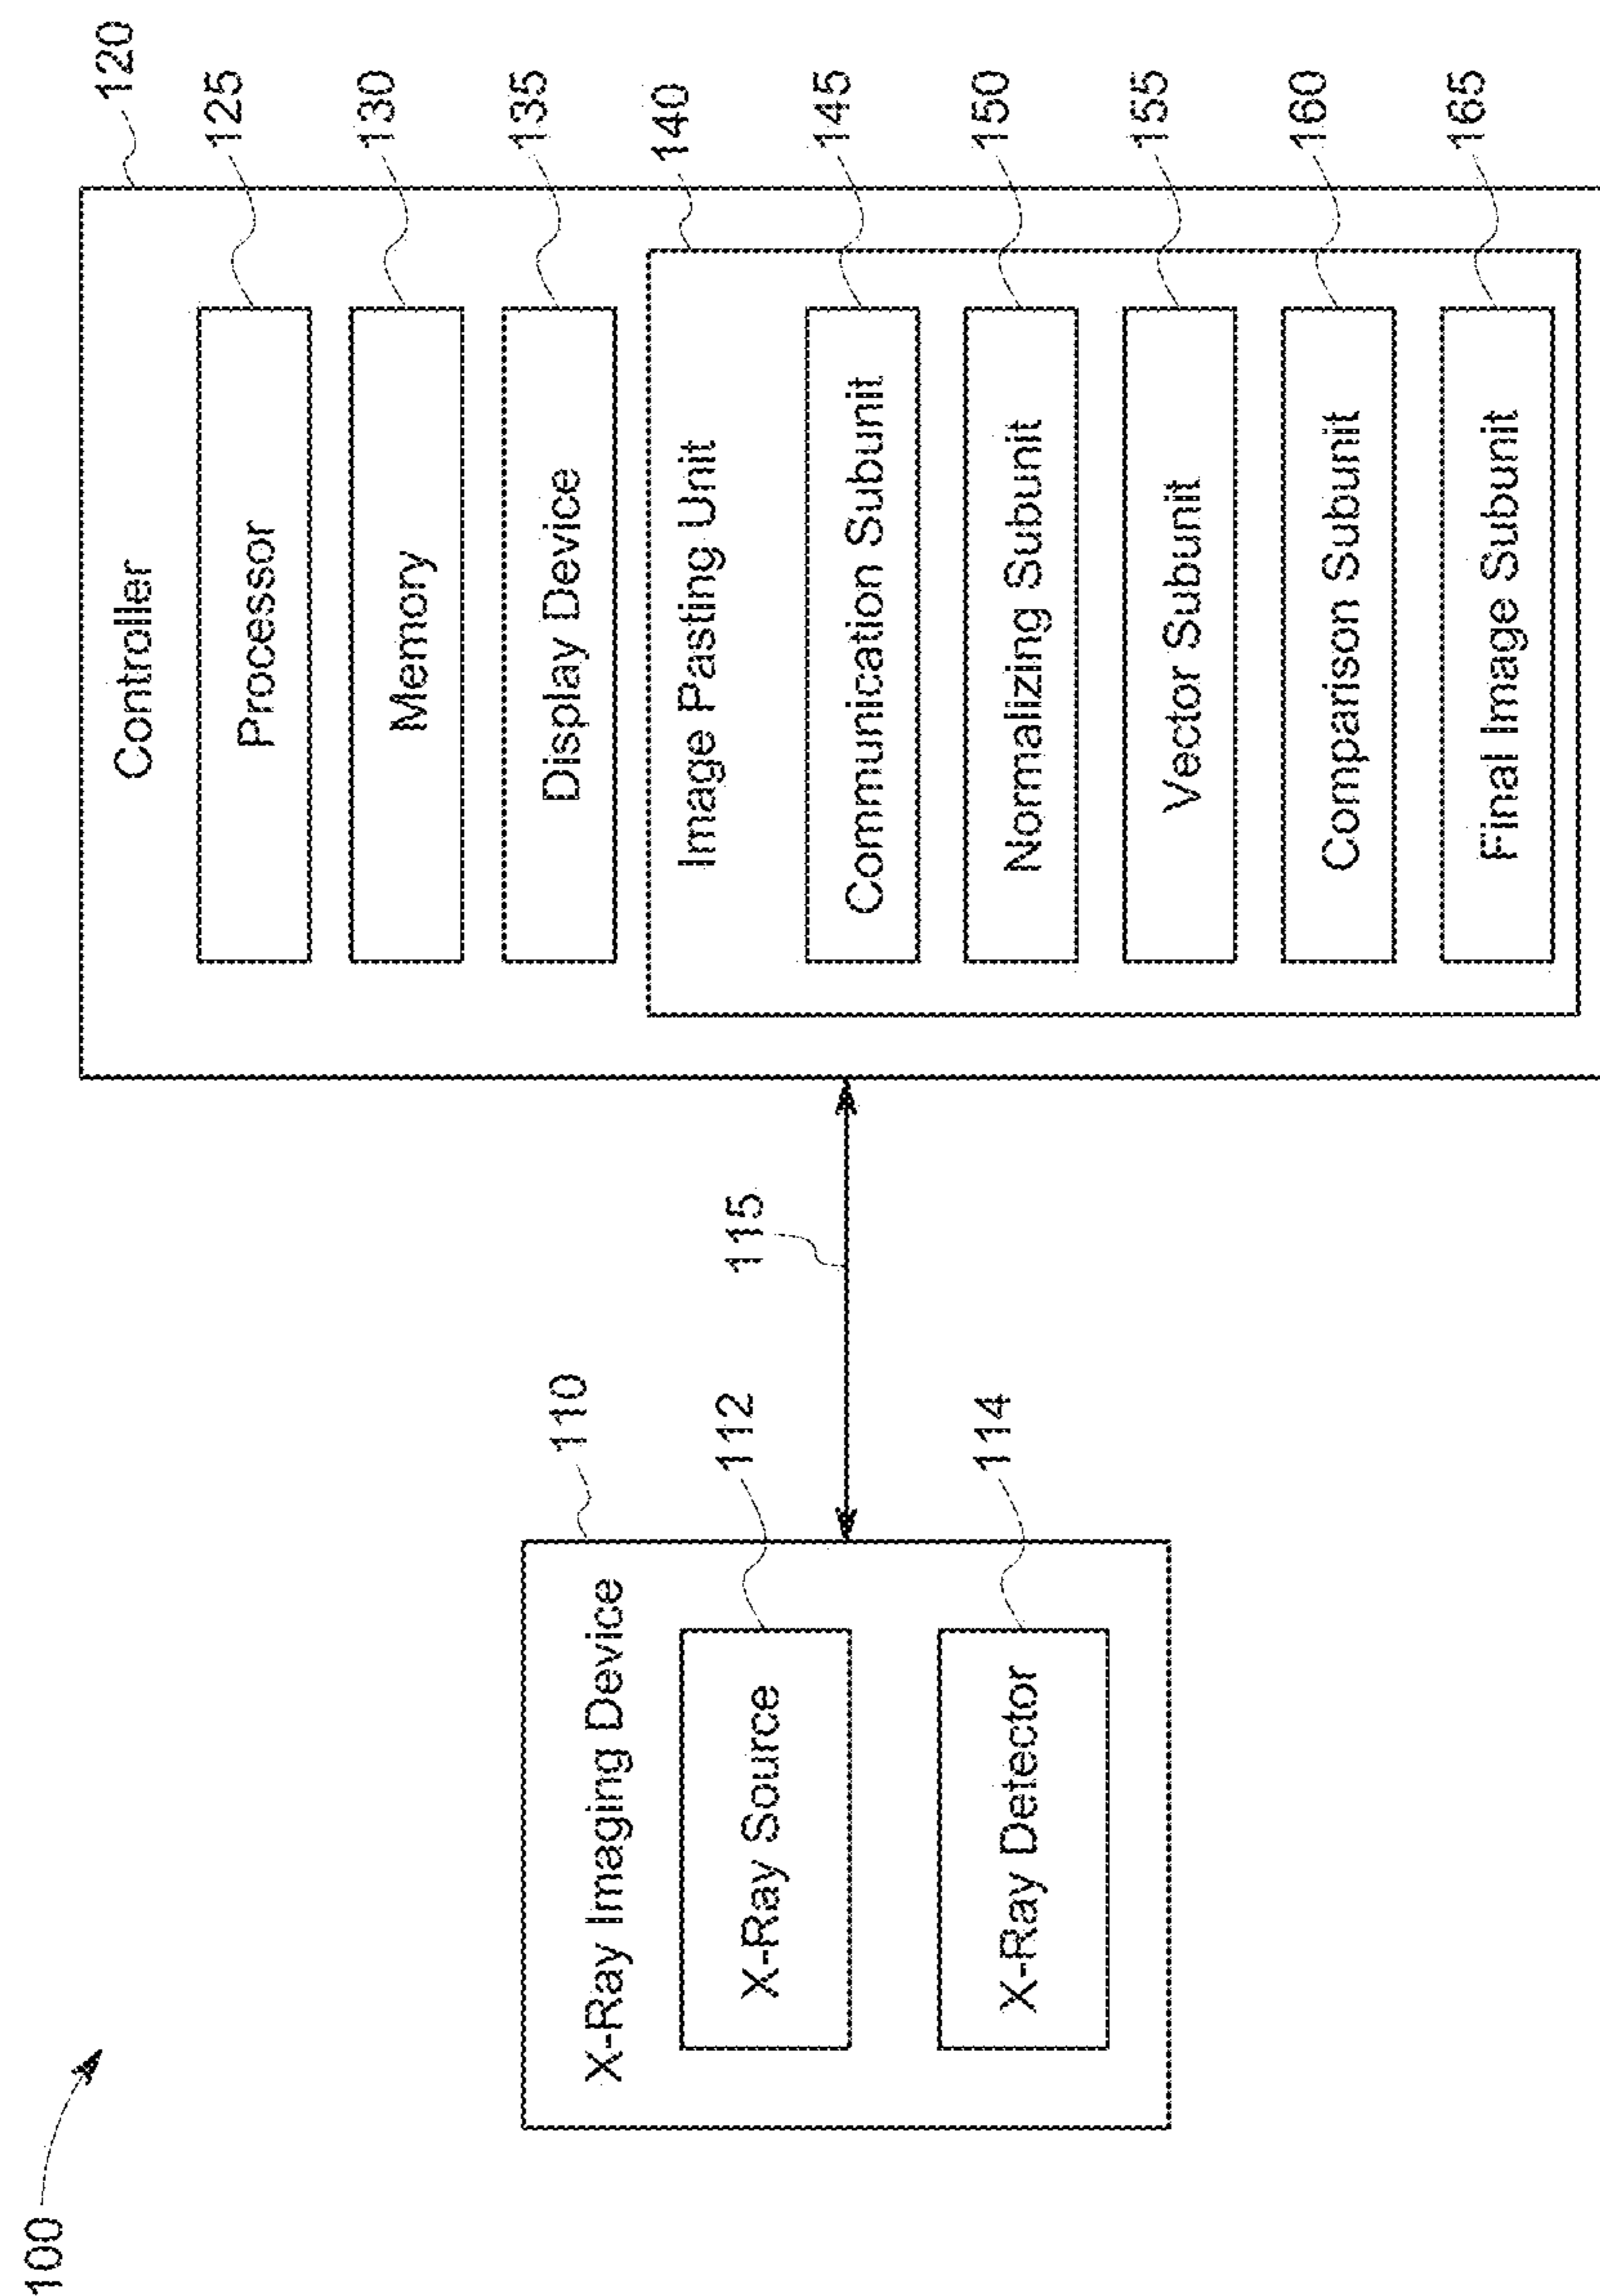 100
X-Ray Imaging Device
110
X-Ray Source
112
X-Ray Detector
114
115
Controller
120
Processor
125
Memory
130
Display Device
135
Image Pasting Unit
140
Communication Subunit
145
Normalizing Subunit
150
Vector Subunit
155
Comparison Subunit
160
Final Image Subunit
165